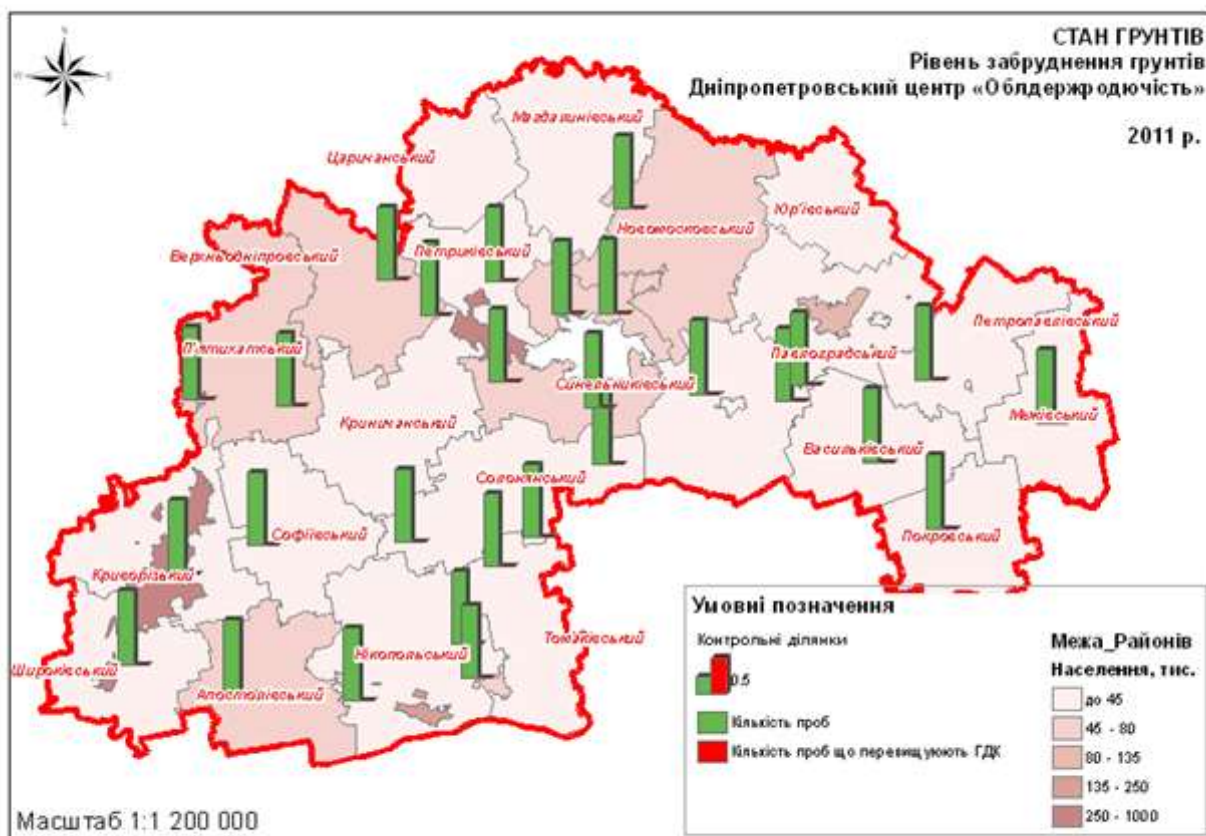 СТАН ГРУНТІВ
Рівень забруднення грунтів
Дніпропетровський центр «Облдержродючість»
2011 р.
N
W
E
S
Магдалинівський
Царичанський
Юр'ївський
Новомосковський
Петриківський
Верхньодніпровський
Петропавлівський
П'ятихатський
Павлоградський
Синельниківський
Межівський
Криничанський
Васильківський
Солонянський
Софіївський
Покровський
Криворізький
Томаківський
Нікопольський
Широківський
Апостолівський
Умовні позначення
Контрольні ділянки
0.5
Кількість проб
Кількість проб що перевищуюють ГДК
Межа_Районів
Населення, тис.
до 45
45 - 80
80 - 135
135 - 250
250 - 1000
Масштаб 1:1 200 000